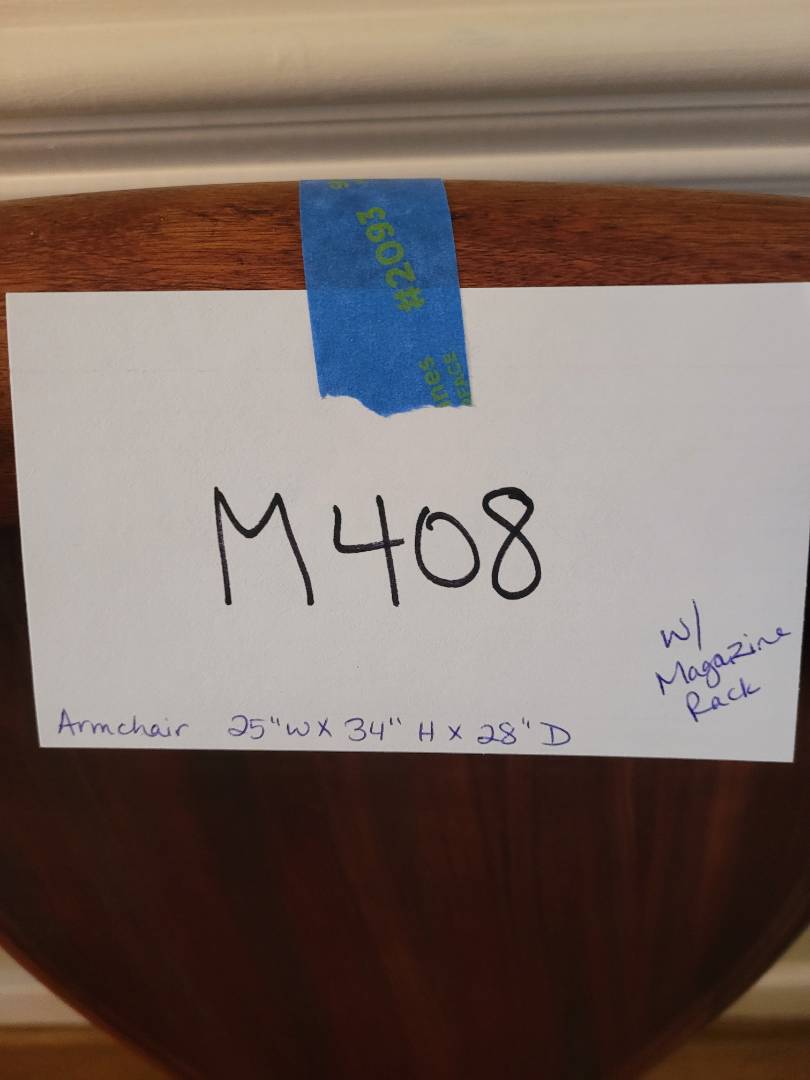 #2093
M408
W/
Magazine
Rack
Armchair 25"W X 34" H X 28" D